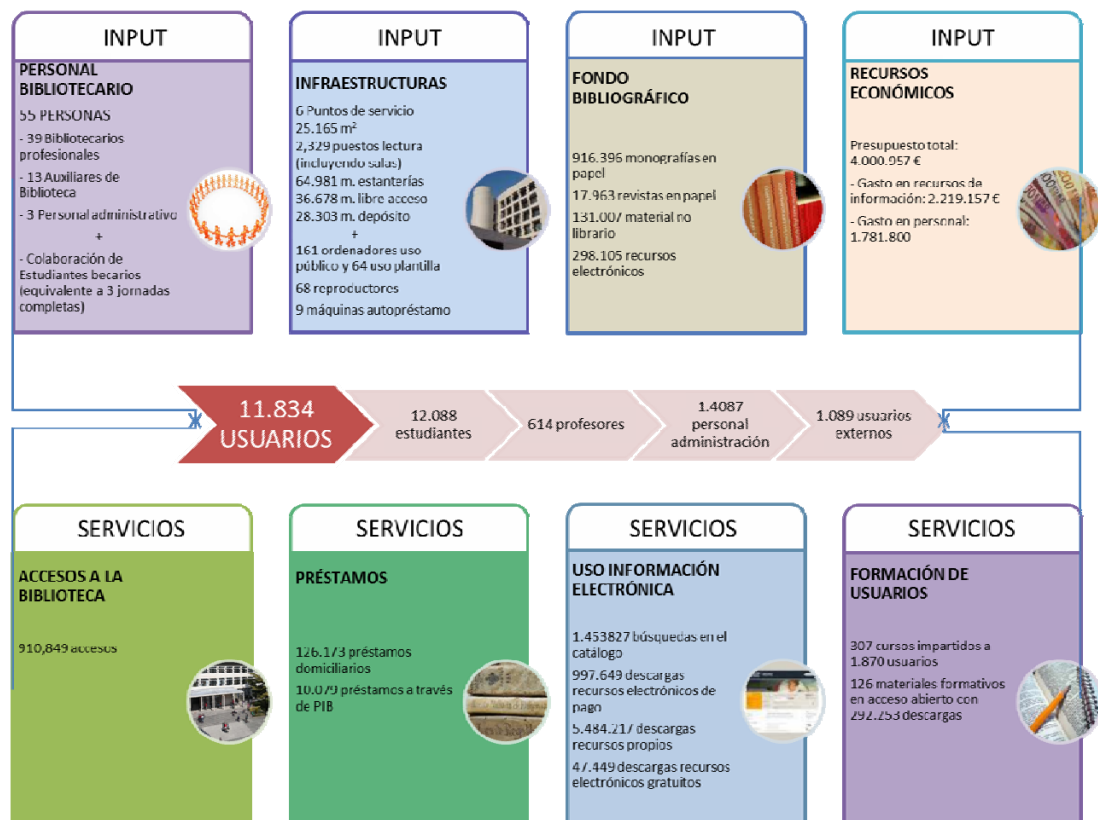 INPUT
PERSONAL
BIBLIOTECARIO
55 PERSONAS
- 39 Bibliotecarios
profesionales
- 13 Auxiliares de
Biblioteca
- 3 Personal administrativo
+
- Colaboración de
Estudiantes becarios
(equivalente a 3 jornadas
completas)
INPUT
INFRAESTRUCTURAS
6 Puntos de servicio
25.165 m²
2,329 puestos lectura
(incluyendo salas)
64.981 m. estanterías
36.678 m. libre acceso
28.303 m. depósito
+
161 ordenadores uso
público y 64 uso plantilla
68 reproductores
9 máquinas autopréstamo
INPUT
FONDO
BIBLIOGRÁFICO
916.396 monografías en
papel
17.963 revistas en papel
131.007 material no
librario
298.105 recursos
electrónicos
INPUT
RECURSOS
ECONÓMICOS
Presupuesto total:
4.000.957 €
- Gasto en recursos de
información: 2.219.157 €
- Gasto en personal:
1.781.800
11.834
USUARIOS
12.088
estudiantes
614 profesores
1.4087
personal
administración
1.089 usuarios
externos
SERVICIOS
ACCESOS A LA
BIBLIOTECA
910,849 accesos
SERVICIOS
PRÉSTAMOS
126.173 préstamos
domiciliarios
10.079 préstamos a través
de PIB
SERVICIOS
USO INFORMACIÓN
ELECTRÓNICA
1.453827 búsquedas en el
catálogo
997.649 descargas
recursos electrónicos de
pago
5.484.217 descargas
recursos propios
47.449 descargas recursos
electrónicos gratuitos
SERVICIOS
FORMACIÓN DE
USUARIOS
307 cursos impartidos a
1.870 usuarios
126 materiales formativos
en acceso abierto con
292.253 descargas